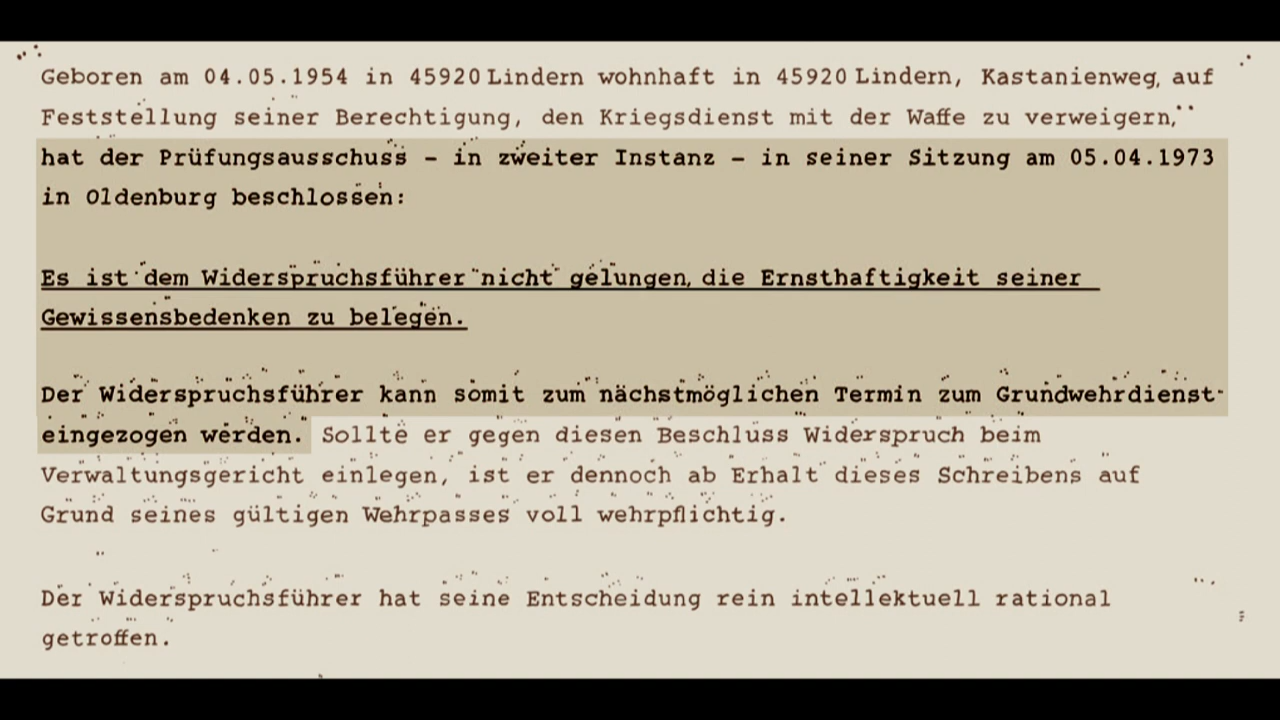 Geboren am 04.05.1954 in 45920 Lindern wohnhaft in 45920 Lindern, Kastanienweg, auf
Feststellung seiner Berechtigung, den Kriegsdienst mit der Waffe zu verweigern,
hat der Prüfungsausschuss – in zweiter Instanz – in seiner Sitzung am 05.04.1973
in Oldenburg beschlossen:
Es ist dem Widerspruchsführer nicht gelungen, die Ernsthaftigkeit seiner
Gewissensbedenken zu belegen.
Der Widerspruchsführer kann somit zum nächstmöglichen Termin zum Grundwehrdienst
eingezogen werden. Sollte er gegen diesen Beschluss Widerspruch beim
Verwaltungsgericht einlegen, ist er dennoch ab Erhalt dieses Schreibens auf
Grund seines gültigen Wehrpasses voll wehrpflichtig.
Der Widerspruchsführer hat seine Entscheidung rein intellektuell rational
getroffen.